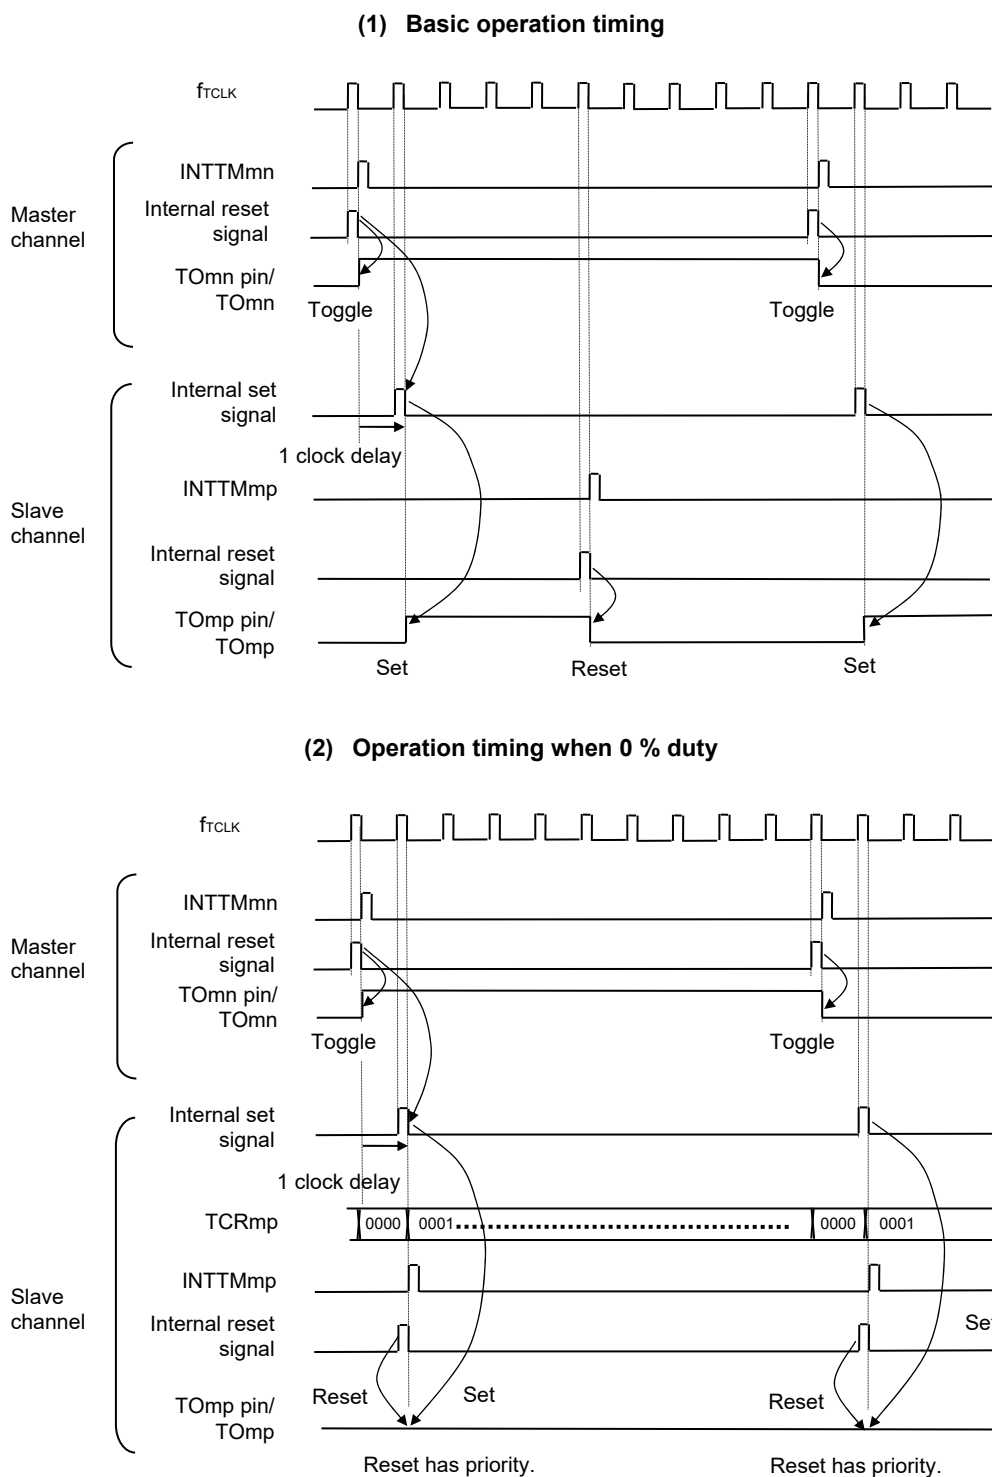 (1) Basic operation timing
fTCLK
INTTMmn
Master
channel
Internal reset
signal
TOmn pin/
TOmn
Toggle
Toggle
Internal set
signal
1 clock delay
INTTMmp
Slave
channel
Internal reset
signal
TOmp pin/
TOmp
Set
Reset
Set
(2) Operation timing when 0 % duty
fTCLK
INTTMmn
Master
channel
Internal reset
signal
TOmn pin/
TOmn
Toggle
Toggle
Internal set
signal
1 clock delay
TCRmp
0000
0001
0000
0001
INTTMmp
Slave
channel
Internal reset
signal
Set
Reset
Set
Reset
TOmp pin/
TOmp
Reset has priority.
Reset has priority.